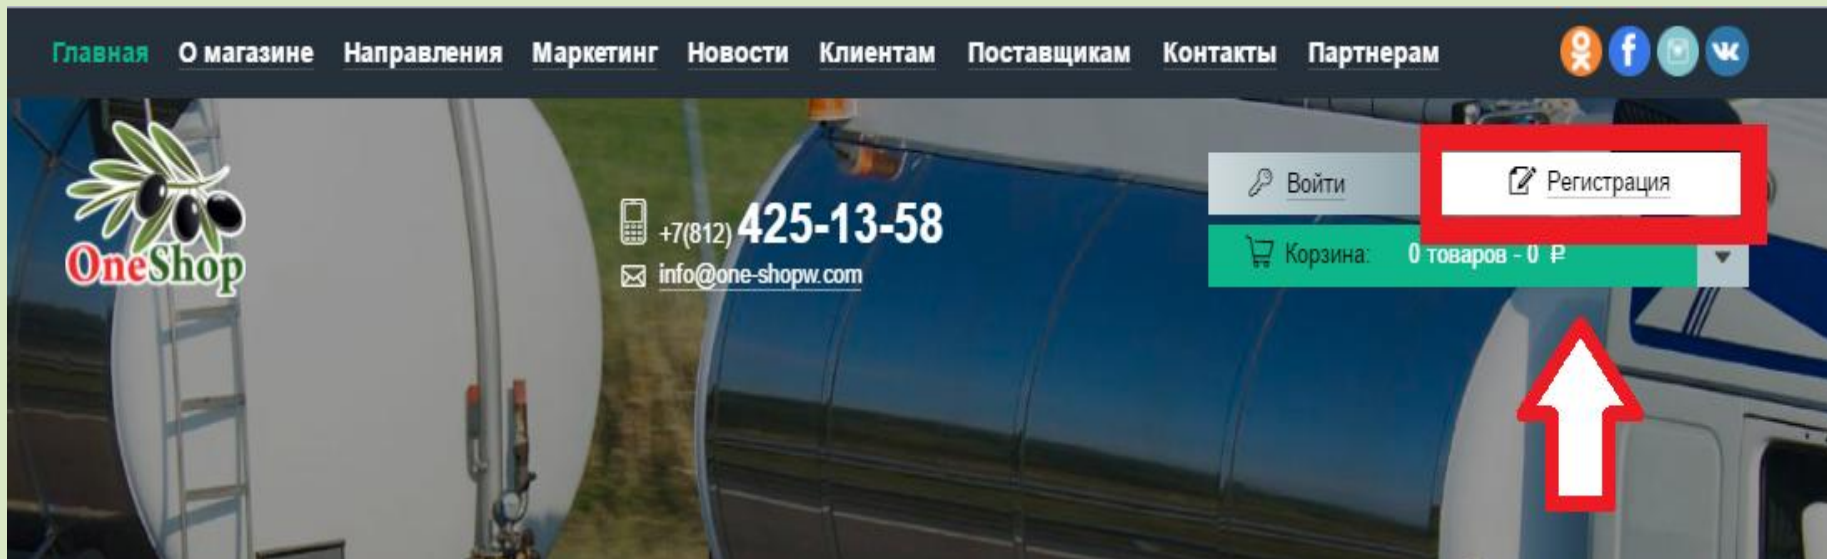 Главная О магазине Направления Маркетинг Новости Клиентам Поставщикам Контакты Партнерам
OneShop
+7(812) 425-13-58
info@one-shopw.com
Войти Регистрация
Корзина: 0 товаров - 0 ₽